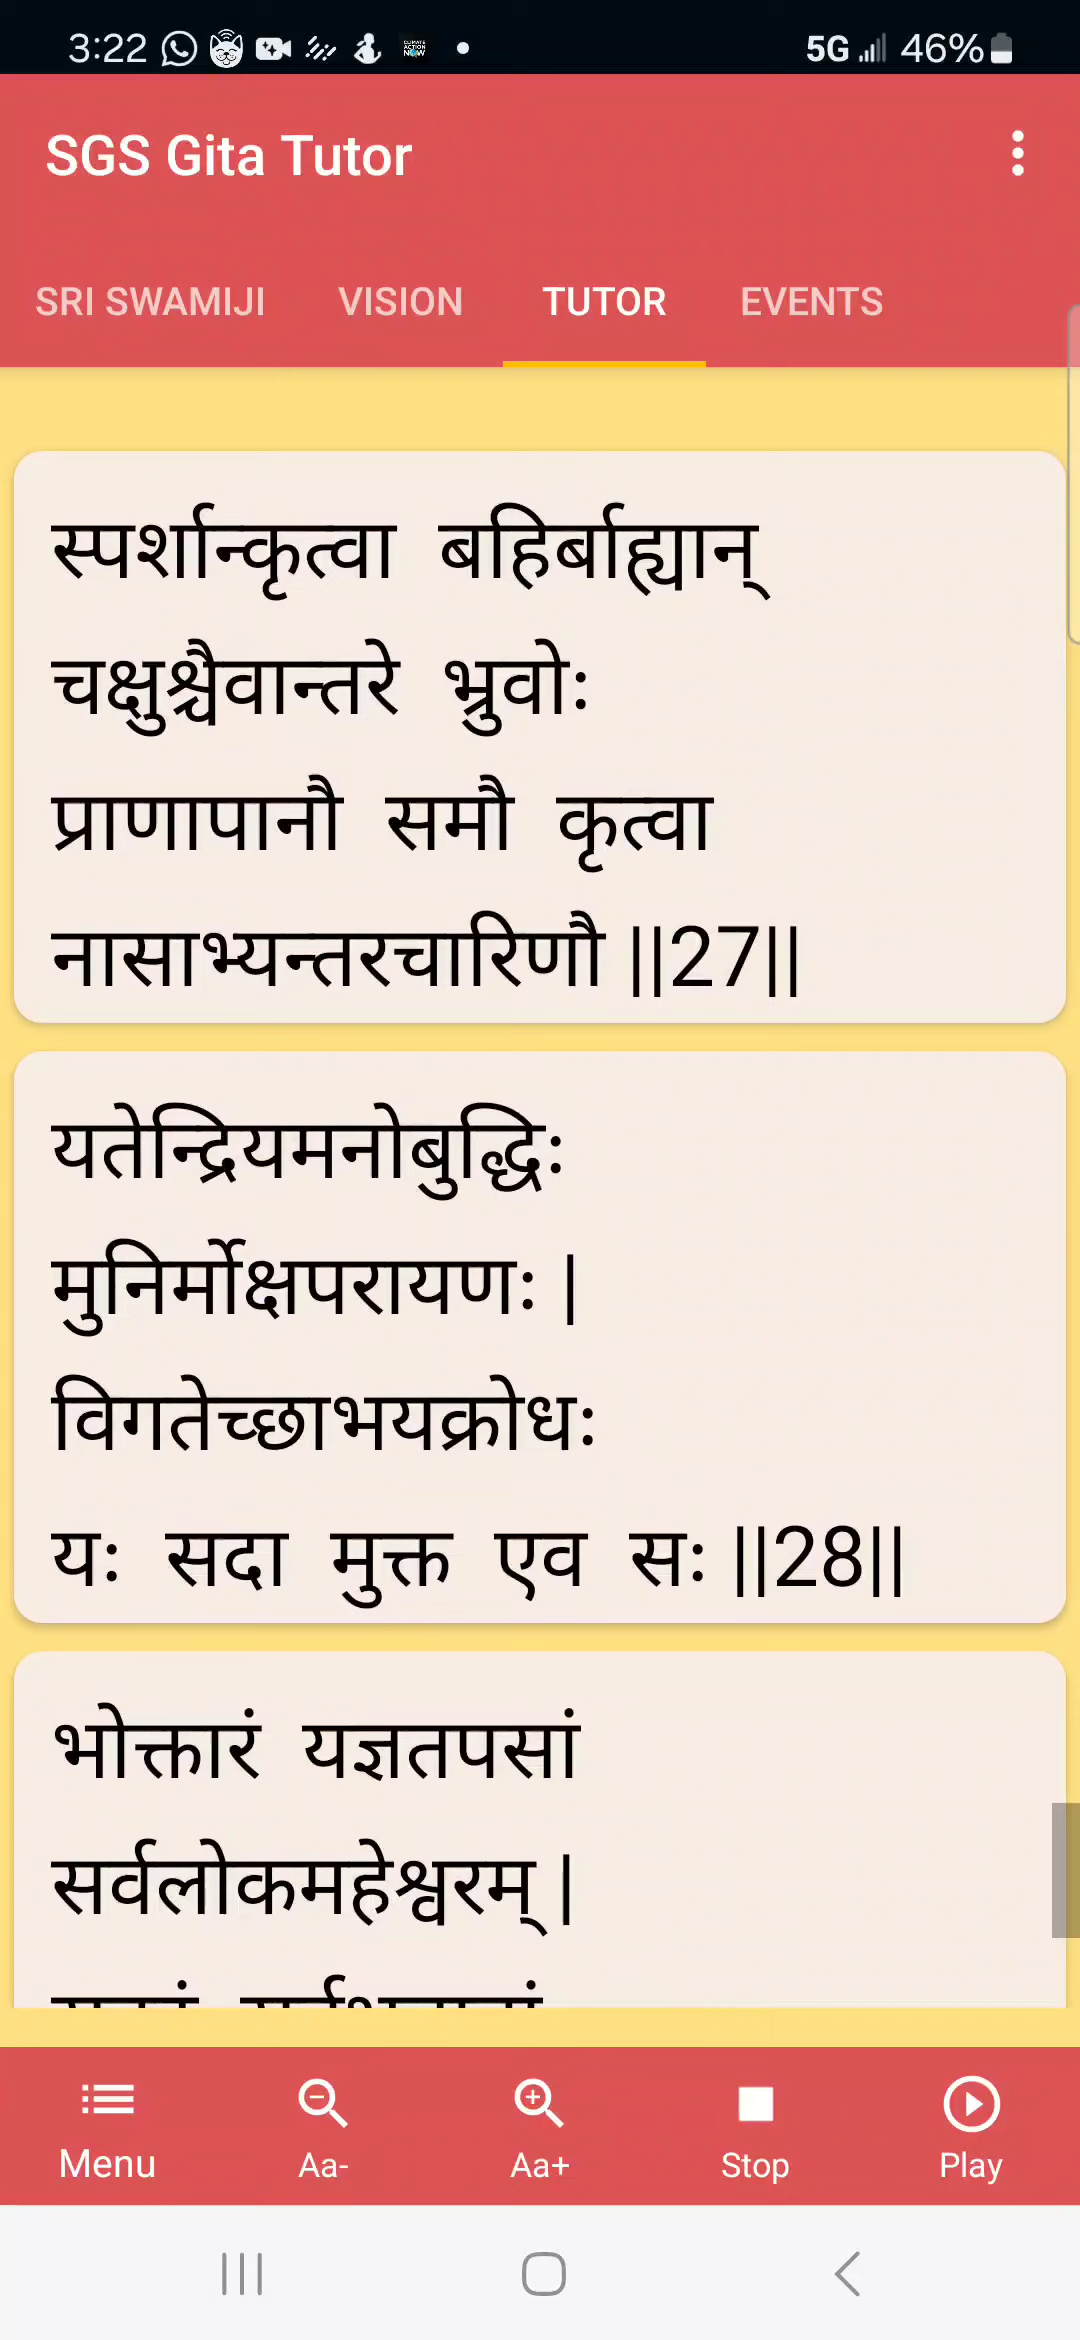 3:22 5G 46%
SGS Gita Tutor
SRI SWAMIJI VISION TUTOR EVENTS
स्पर्शान्कृत्वा बहिर्बाह्यान्
चक्षुश्चैवान्तरे भ्रुवोः
प्राणापानौ समौ कृत्वा
नासाभ्यन्तरचारिणौ ||27||
यतेन्द्रियमनोबुद्धिः
मुनिर्मोक्षपरायणः |
विगतेच्छाभयक्रोधः
यः सदा मुक्त एव सः ||28||
भोक्तारं यज्ञतपसां
सर्वलोकमहेश्वरम् |
Menu Aa- Aa+ Stop Play